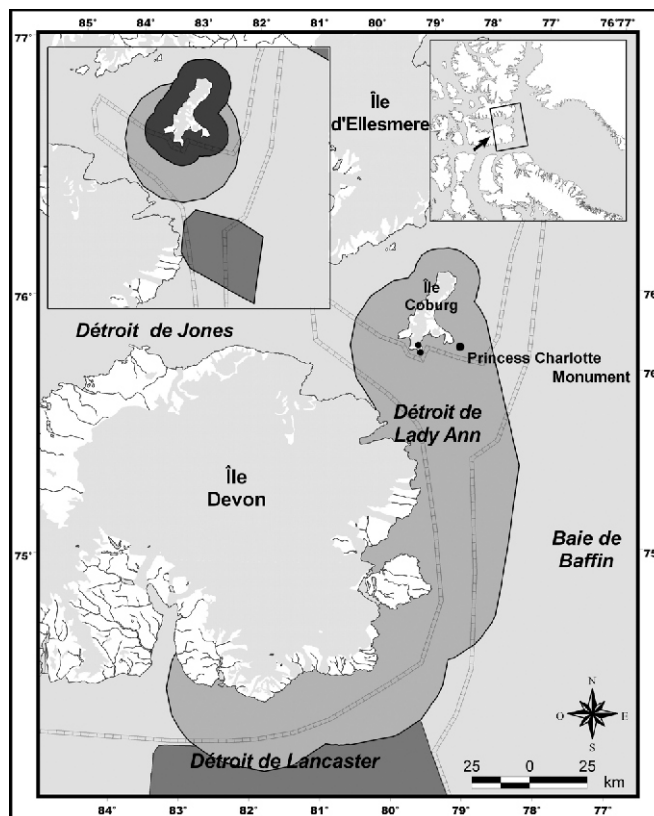 85' 84° 83° 82° 81° 80° 79° 78° 76'77°
77°
Île
d'Ellesmere
76°
76
Île
Coburg
Détroit de Jones
Princess Charlotte
Monument
Détroit de
Lady Ann
Île
Devon
Baie de
Baffin
75°
75
N
O E
S
Détroit de Lancaster
25 0 25
km
84° 83° 82° 81° 80° 79° 78° 77°